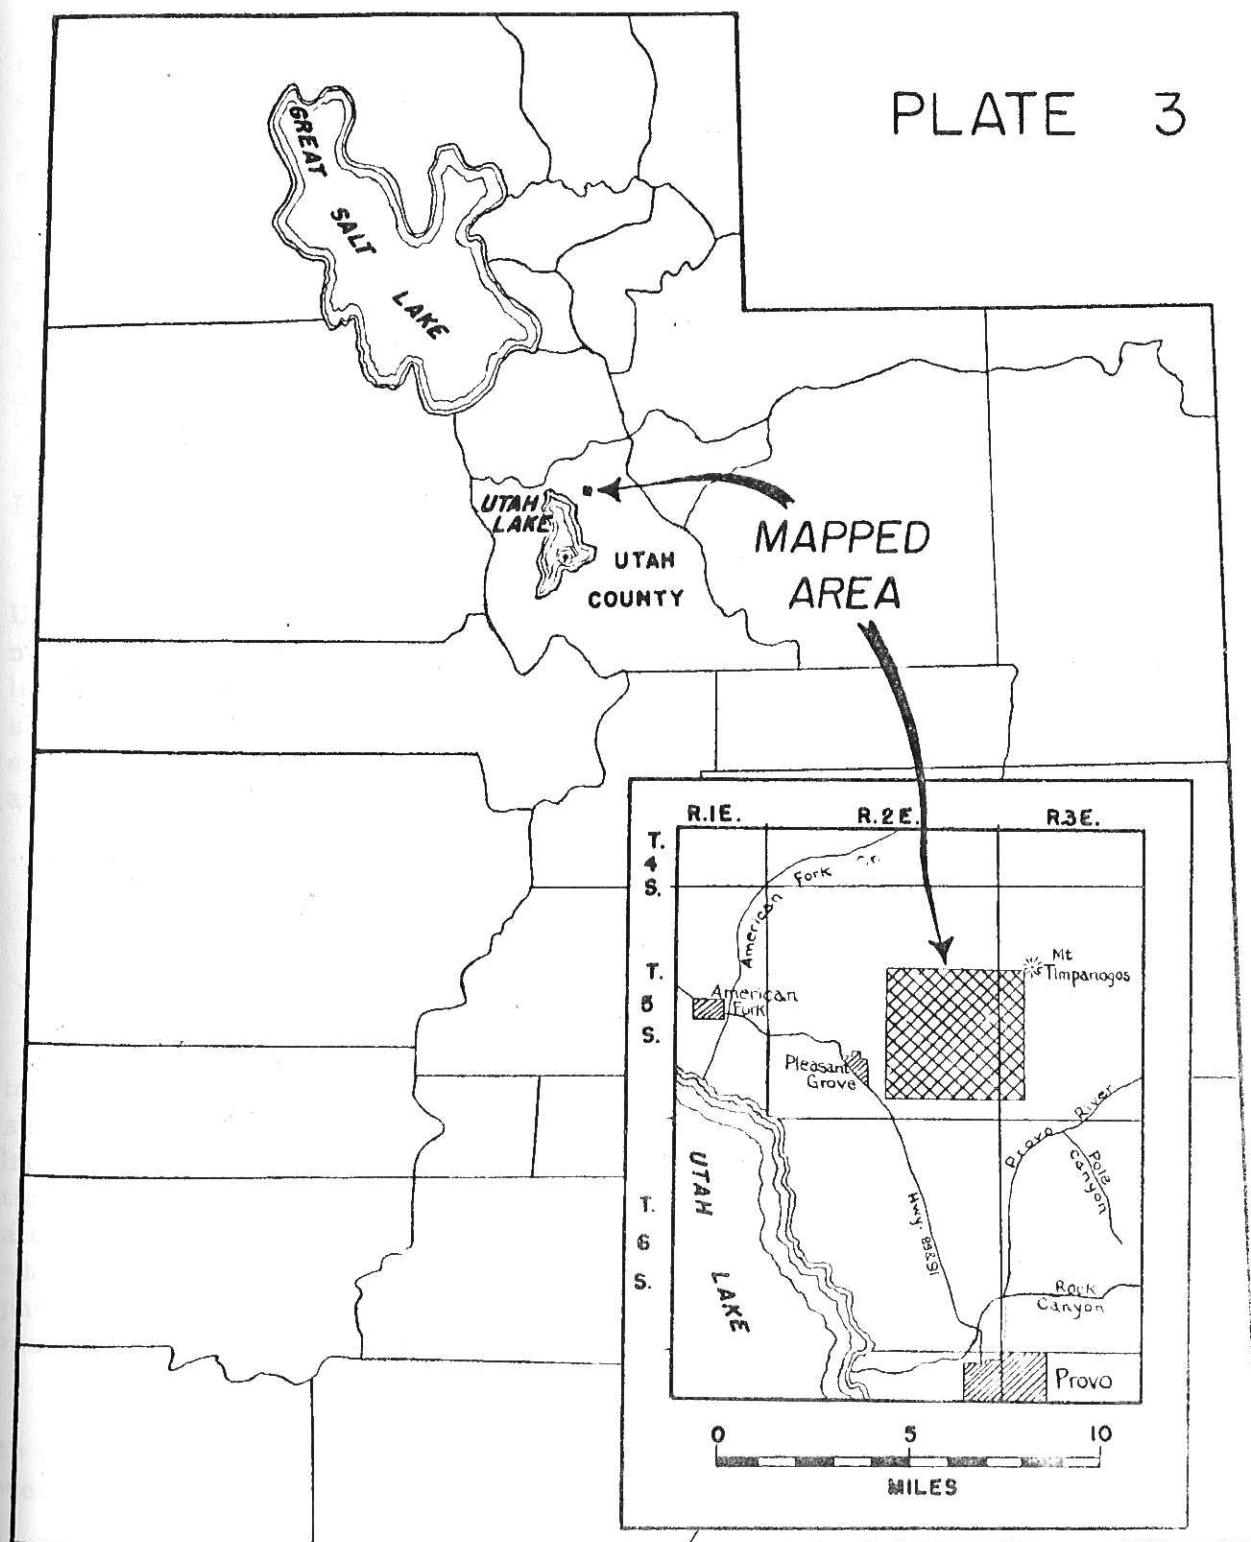 PLATE 3
GREAT
SALT
LAKE
UTAH
LAKE
UTAH
COUNTY
MAPPED
AREA
R.1E.
R.2E.
R.3E.
T.
4
S.
T.
5
S.
T.
6
S.
American Fork Cr.
Mt
Timpanogos
American
Fork
Pleasant
Grove
Provo River
Pole
Canyon
Hwy. 89&91
UTAH
LAKE
Rock
Canyon
Provo
0 5 10
MILES